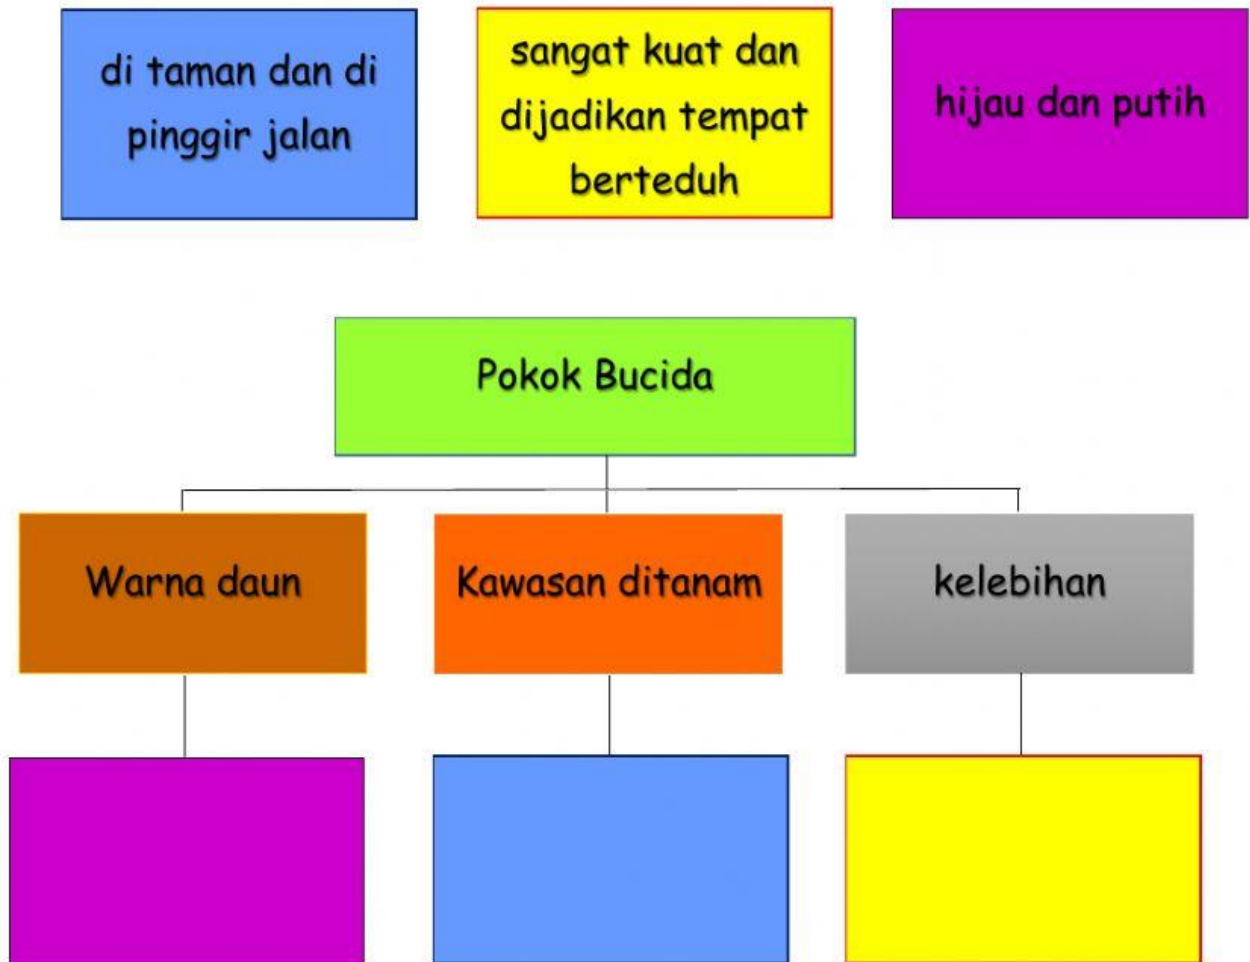 di taman dan di
pinggir jalan
sangat kuat dan
dijadikan tempat
berteduh
hijau dan putih
Pokok Bucida
Warna daun
Kawasan ditanam
kelebihan